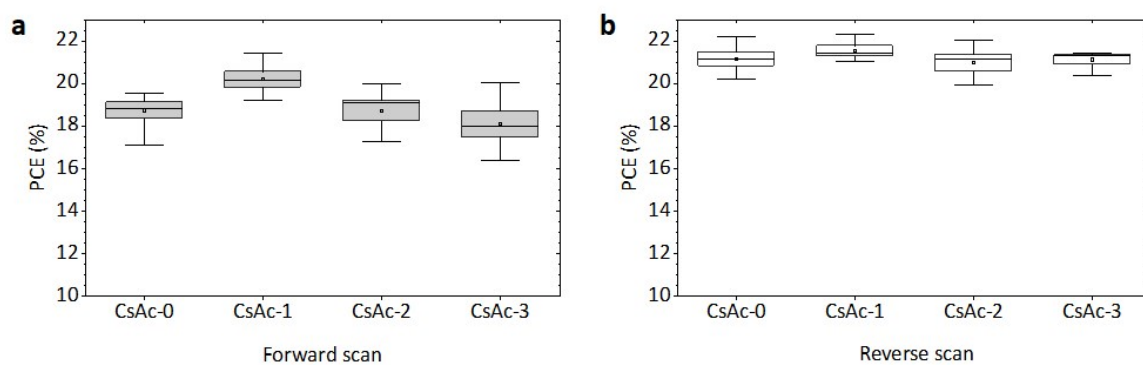 a
22
20
18
16
14
12
10
PCE (%)
CsAc-0 CsAc-1 CsAc-2 CsAc-3
Forward scan
b
22
20
18
16
14
12
10
PCE (%)
CsAc-0 CsAc-1 CsAc-2 CsAc-3
Reverse scan